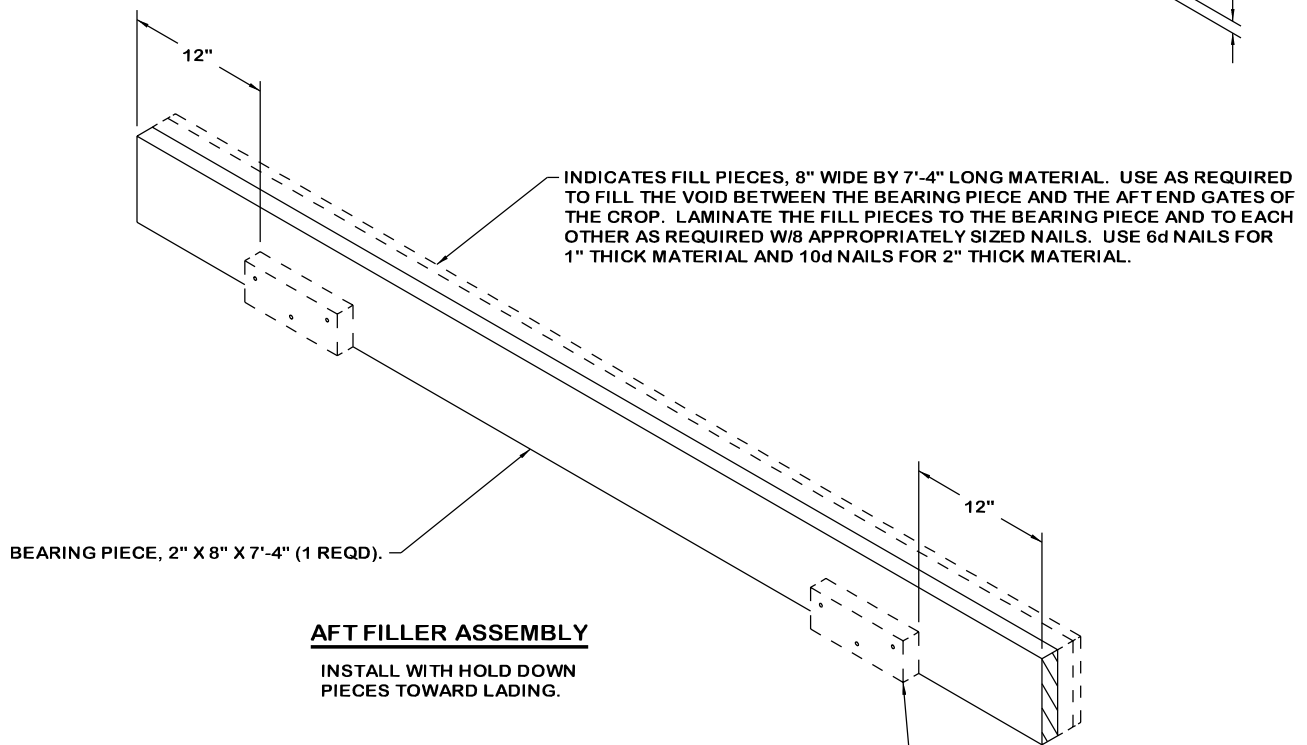 12"
INDICATES FILL PIECES, 8" WIDE BY 7'-4" LONG MATERIAL. USE AS REQUIRED
TO FILL THE VOID BETWEEN THE BEARING PIECE AND THE AFT END GATES OF
THE CROP. LAMINATE THE FILL PIECES TO THE BEARING PIECE AND TO EACH
OTHER AS REQUIRED W/8 APPROPRIATELY SIZED NAILS. USE 6d NAILS FOR
1" THICK MATERIAL AND 10d NAILS FOR 2" THICK MATERIAL.
12"
BEARING PIECE, 2" X 8" X 7'-4" (1 REQD).
AFT FILLER ASSEMBLY
INSTALL WITH HOLD DOWN
PIECES TOWARD LADING.